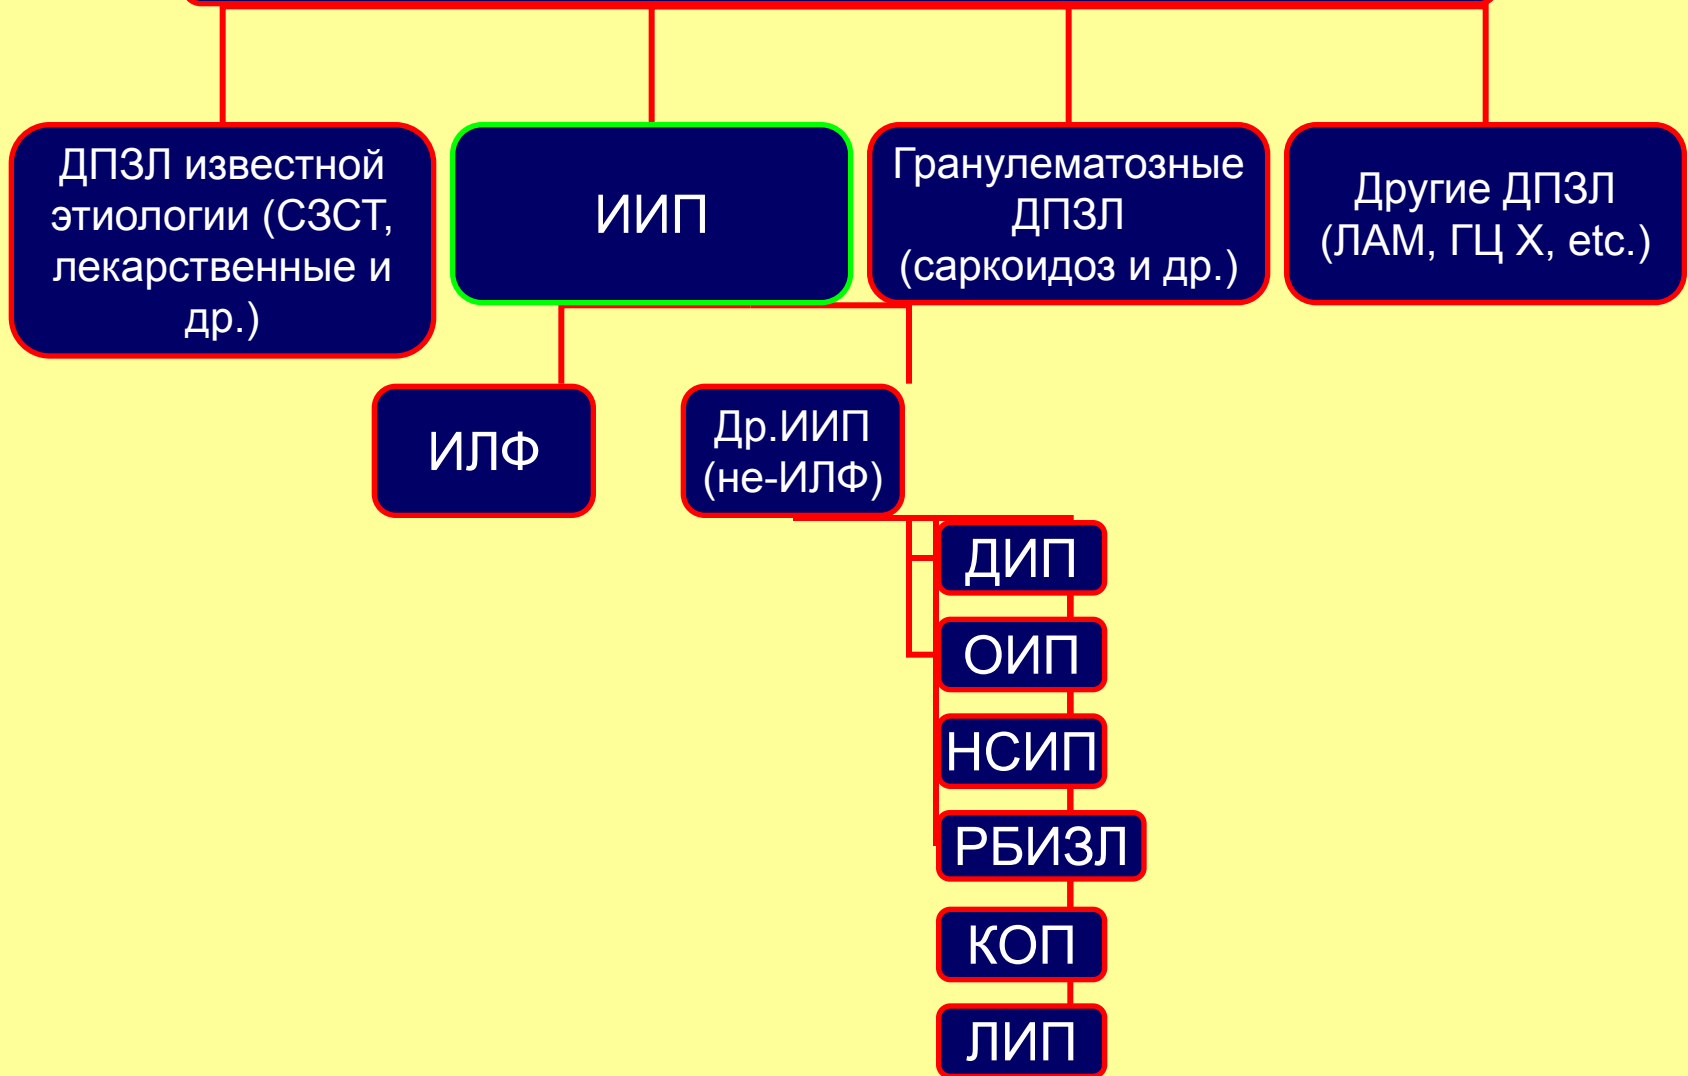 ДПЗЛ известной
этиологии (СЗСТ,
лекарственные и
др.)
ИИП
Гранулематозные
ДПЗЛ
(саркоидоз и др.)
Другие ДПЗЛ
(ЛАМ, ГЦ Х, etc.)
ИЛФ
Др.ИИП
(не-ИЛФ)
ДИП
ОИП
НСИП
РБИЗЛ
КОП
ЛИП